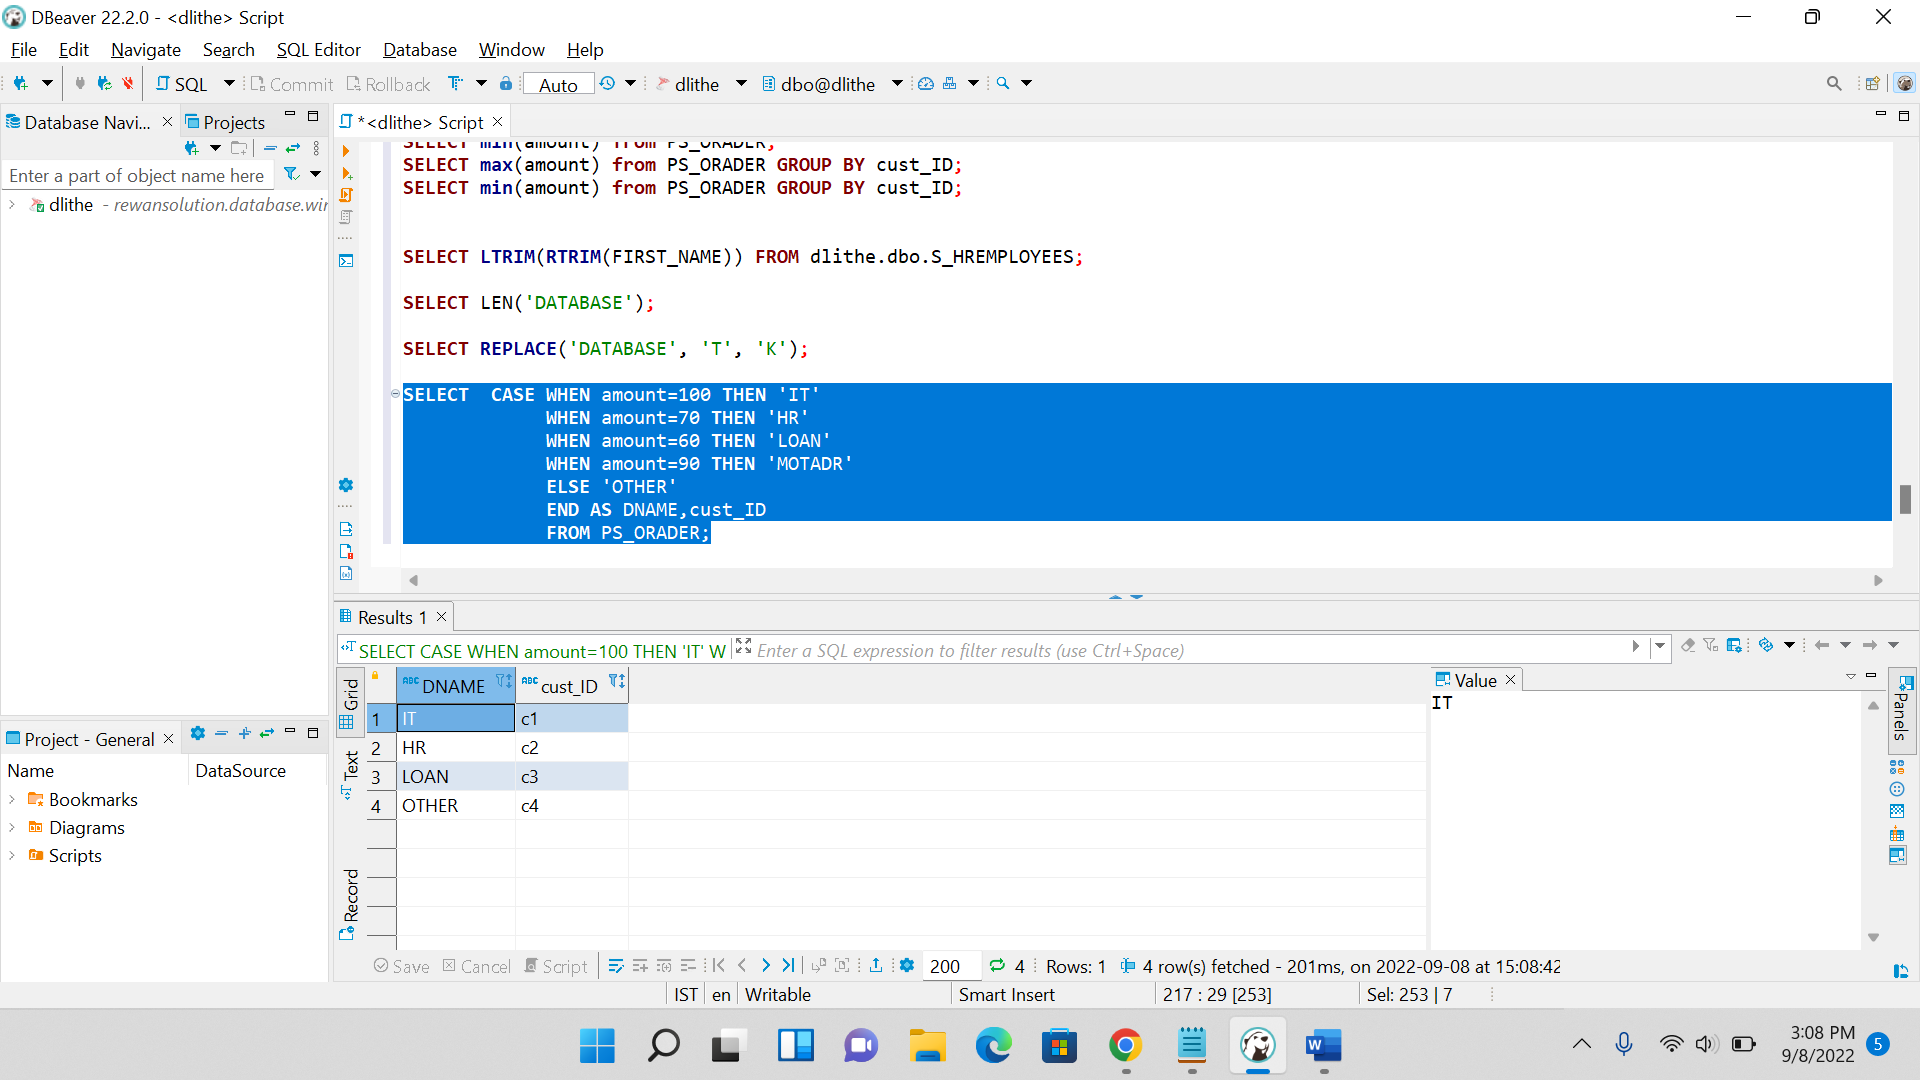 DBeaver 22.2.0 - <dlithe> Script
File Edit Navigate Search SQL Editor Database Window Help
SQL Commit Rollback Auto dlithe dbo@dlithe
Database Navi... Projects
*<dlithe> Script
Enter a part of object name here
dlithe - rewansolution.database.wir
SELECT min(amount) from PS_ORADER;
SELECT max(amount) from PS_ORADER GROUP BY cust_ID;
SELECT min(amount) from PS_ORADER GROUP BY cust_ID;
SELECT LTRIM(RTRIM(FIRST_NAME)) FROM dlithe.dbo.S_HREMPLOYEES;
SELECT LEN('DATABASE');
SELECT REPLACE('DATABASE', 'T', 'K');
SELECT  CASE WHEN amount=100 THEN 'IT'
WHEN amount=70 THEN 'HR'
WHEN amount=60 THEN 'LOAN'
WHEN amount=90 THEN 'MOTADR'
ELSE 'OTHER'
END AS DNAME,cust_ID
FROM PS_ORADER;
Results 1
SELECT CASE WHEN amount=100 THEN 'IT' W Enter a SQL expression to filter results (use Ctrl+Space)
Grid
Text
Record
DNAME cust_ID
1 IT c1
2 HR c2
3 LOAN c3
4 OTHER c4
Value
IT
Panels
Project - General
Name DataSource
Bookmarks
Diagrams
Scripts
Save Cancel Script 200 4 Rows: 1 4 row(s) fetched - 201ms, on 2022-09-08 at 15:08:42
IST en Writable Smart Insert 217 : 29 [253] Sel: 253 | 7
3:08 PM
9/8/2022
5